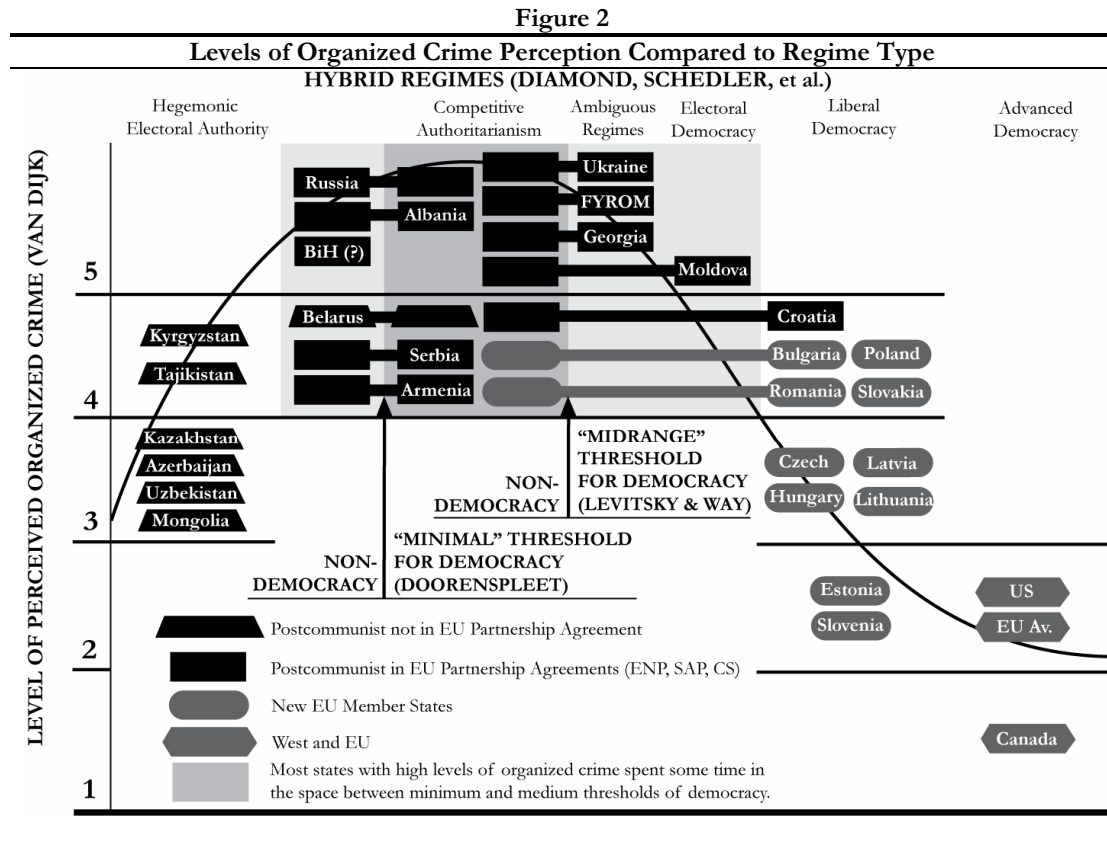 Figure 2
Levels of Organized Crime Perception Compared to Regime Type
HYBRID REGIMES (DIAMOND, SCHEDLER, et al.)
Hegemonic
Electoral Authority
Competitive
Authoritarianism
Ambiguous
Regimes
Electoral
Democracy
Liberal
Democracy
Advanced
Democracy
LEVEL OF PERCEIVED ORGANIZED CRIME (VAN DIJK)
Russia
Ukraine
Albania
FYROM
BiH (?)
Georgia
5
Moldova
Kyrgyzstan
Belarus
Croatia
Tajikistan
Serbia
Bulgaria
Poland
4
Armenia
Romania
Slovakia
Kazakhstan
Azerbaijan
Uzbekistan
Mongolia
3
NON-
DEMOCRACY
"MIDRANGE"
THRESHOLD
FOR DEMOCRACY
(LEVITSKY & WAY)
Czech
Latvia
Hungary
Lithuania
NON-
DEMOCRACY
"MINIMAL" THRESHOLD
FOR DEMOCRACY
(DOORENSPLEET)
Estonia
US
Slovenia
EU Av.
2
Postcommunist not in EU Partnership Agreement
Postcommunist in EU Partnership Agreements (ENP, SAP, CS)
New EU Member States
West and EU
Canada
Most states with high levels of organized crime spent some time in
the space between minimum and medium thresholds of democracy.
1